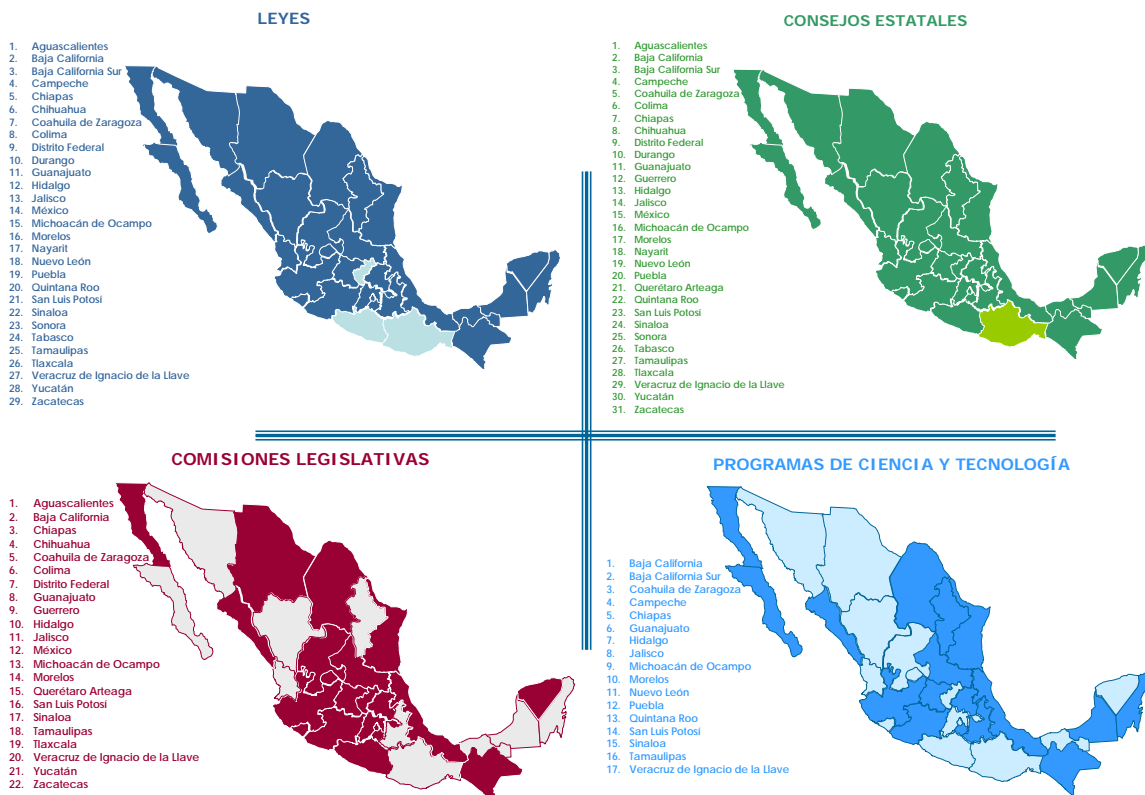 LEYES
1. Aguascalientes
2. Baja California
3. Baja California Sur
4. Campeche
5. Chiapas
6. Chihuahua
7. Coahuila de Zaragoza
8. Colima
9. Distrito Federal
10. Durango
11. Guanajuato
12. Hidalgo
13. Jalisco
14. México
15. Michoacán de Ocampo
16. Morelos
17. Nayarit
18. Nuevo León
19. Puebla
20. Quintana Roo
21. San Luis Potosí
22. Sinaloa
23. Sonora
24. Tabasco
25. Tamaulipas
26. Tlaxcala
27. Veracruz de Ignacio de la Llave
28. Yucatán
29. Zacatecas
CONSEJOS ESTATALES
1. Aguascalientes
2. Baja California
3. Baja California Sur
4. Campeche
5. Coahuila de Zaragoza
6. Colima
7. Chiapas
8. Chihuahua
9. Distrito Federal
10. Durango
11. Guanajuato
12. Guerrero
13. Hidalgo
14. Jalisco
15. México
16. Michoacán de Ocampo
17. Morelos
18. Nayarit
19. Nuevo León
20. Puebla
21. Querétaro Arteaga
22. Quintana Roo
23. San Luis Potosí
24. Sinaloa
25. Sonora
26. Tabasco
27. Tamaulipas
28. Tlaxcala
29. Veracruz de Ignacio de la Llave
30. Yucatán
31. Zacatecas
COMISIONES LEGISLATIVAS
1. Aguascalientes
2. Baja California
3. Chiapas
4. Chihuahua
5. Coahuila de Zaragoza
6. Colima
7. Distrito Federal
8. Guanajuato
9. Guerrero
10. Hidalgo
11. Jalisco
12. México
13. Michoacán de Ocampo
14. Morelos
15. Querétaro Arteaga
16. San Luis Potosí
17. Sinaloa
18. Tamaulipas
19. Tlaxcala
20. Veracruz de Ignacio de la Llave
21. Yucatán
22. Zacatecas
PROGRAMAS DE CIENCIA Y TECNOLOGÍA
1. Baja California
2. Baja California Sur
3. Coahuila de Zaragoza
4. Campeche
5. Chiapas
6. Guanajuato
7. Hidalgo
8. Jalisco
9. Michoacán de Ocampo
10. Morelos
11. Nuevo León
12. Puebla
13. Quintana Roo
14. San Luis Potosí
15. Sinaloa
16. Tamaulipas
17. Veracruz de Ignacio de la Llave